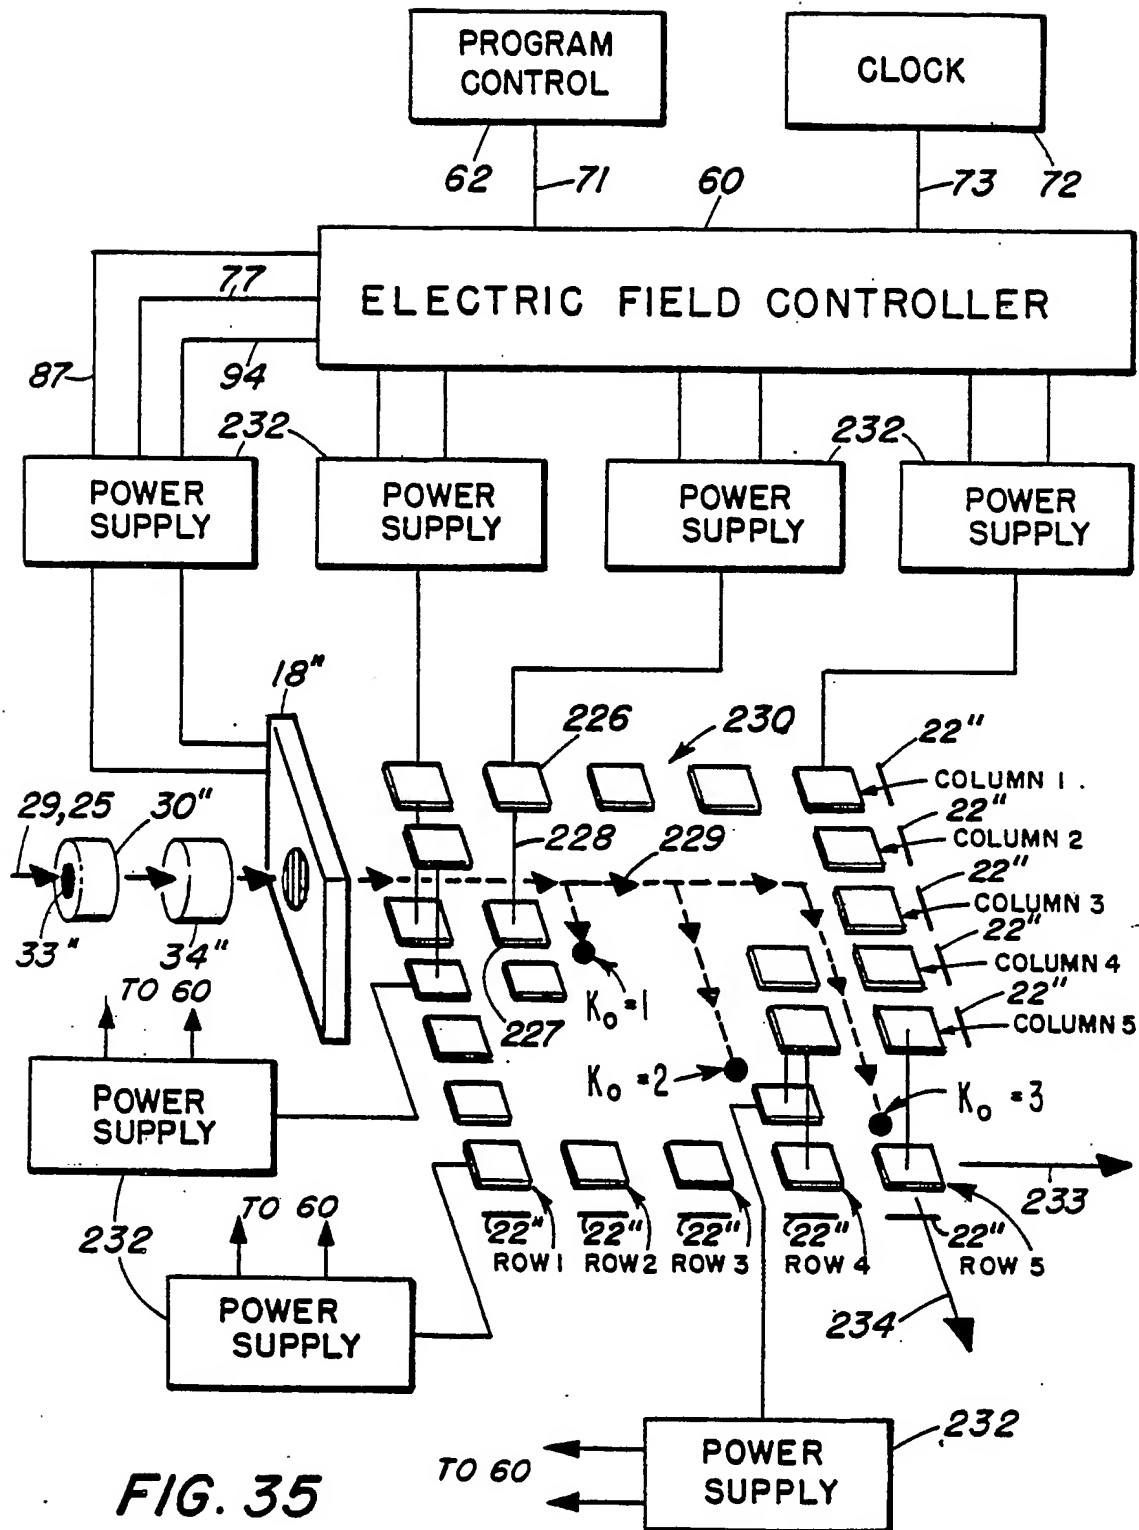 PROGRAM
CONTROL
CLOCK
62
71
60
73
72
77
ELECTRIC FIELD CONTROLLER
87
94
232
232
232
POWER
SUPPLY
POWER
SUPPLY
POWER
SUPPLY
POWER
SUPPLY
18"
226
230
22"
COLUMN 1
29,25
30"
228
229
22"
COLUMN 2
22"
COLUMN 3
33"
34"
22"
COLUMN 4
TO 60
227
K₀=1
22"
COLUMN 5
K₀=2
K₀=3
POWER
SUPPLY
233
TO 60
232
22"
22"
22"
22"
22"
ROW 1
ROW 2
ROW 3
ROW 4
ROW 5
POWER
SUPPLY
234
232
TO 60
POWER
SUPPLY
FIG. 35